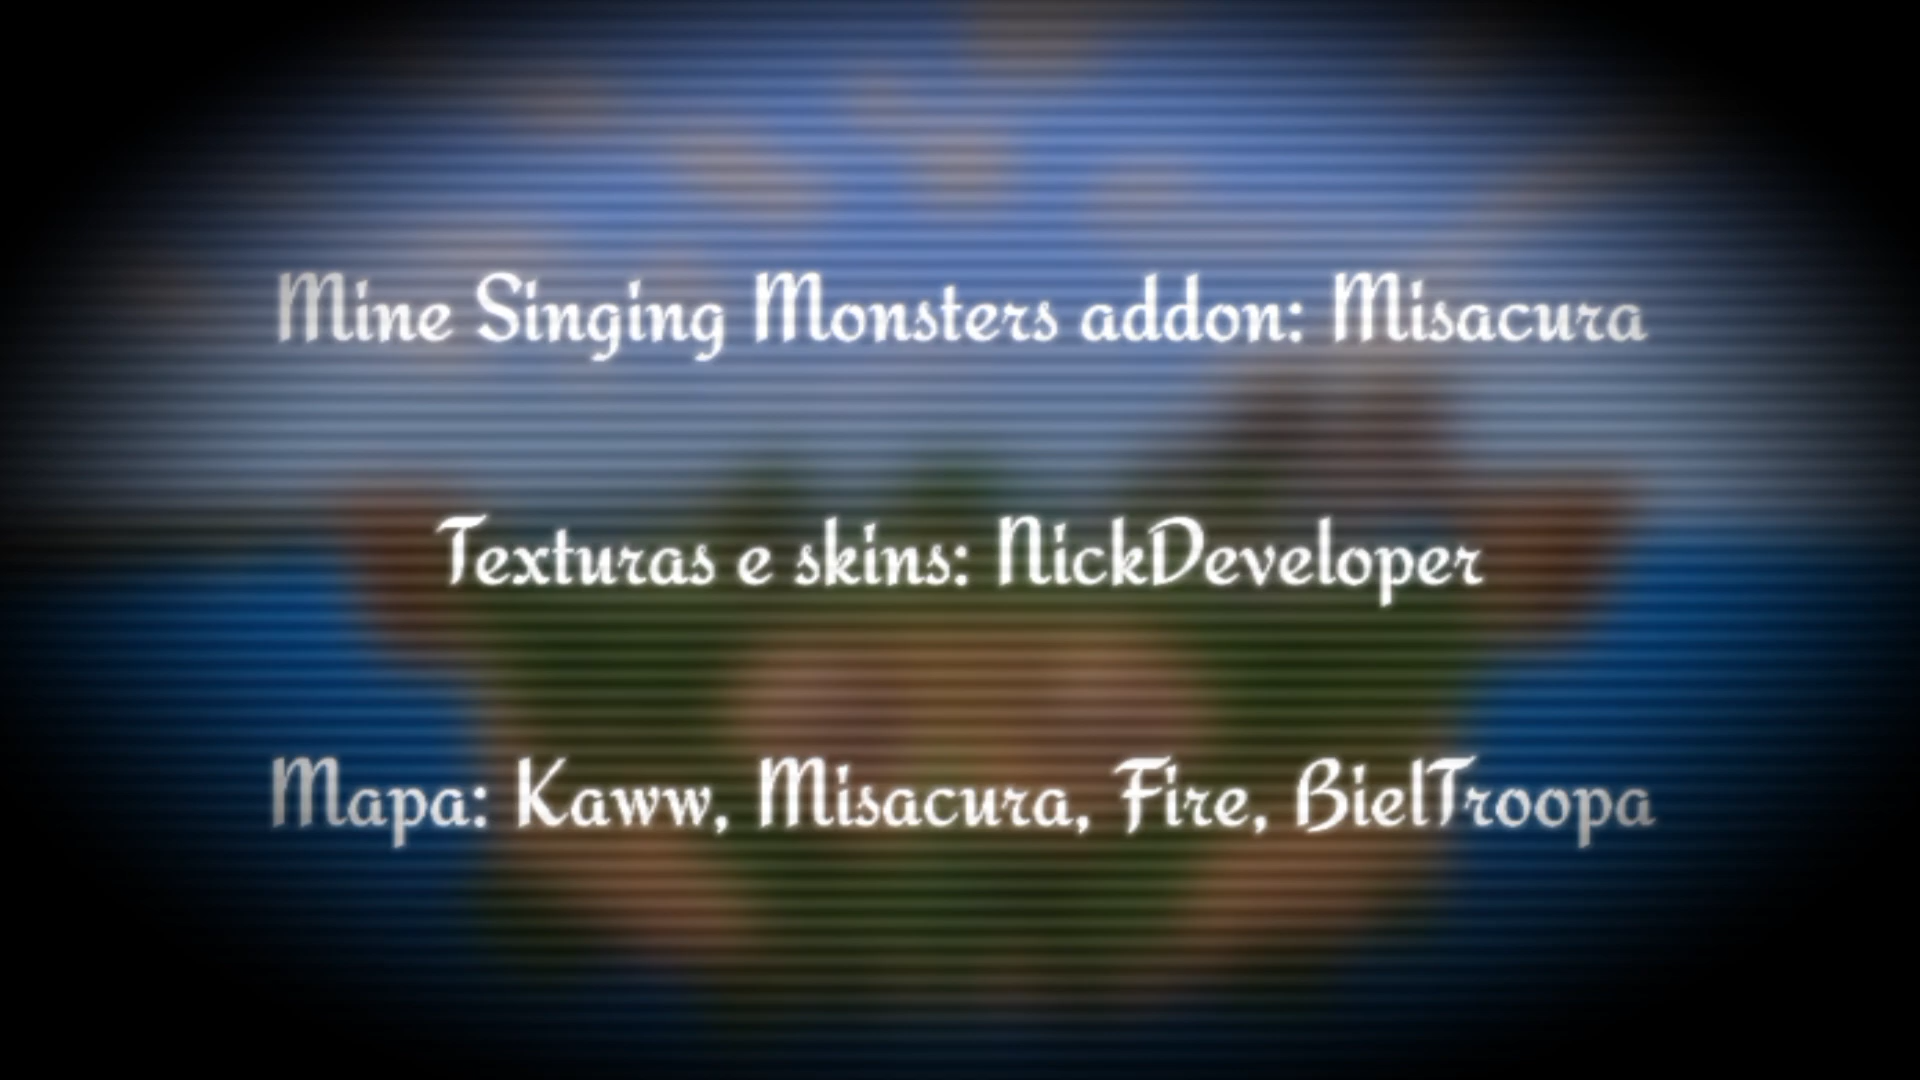 Mine Singing Monsters addon: Misacura
Texturas e skins: NickDeveloper
Mapa: Kaww, Misacura, Fire, BielTroopa